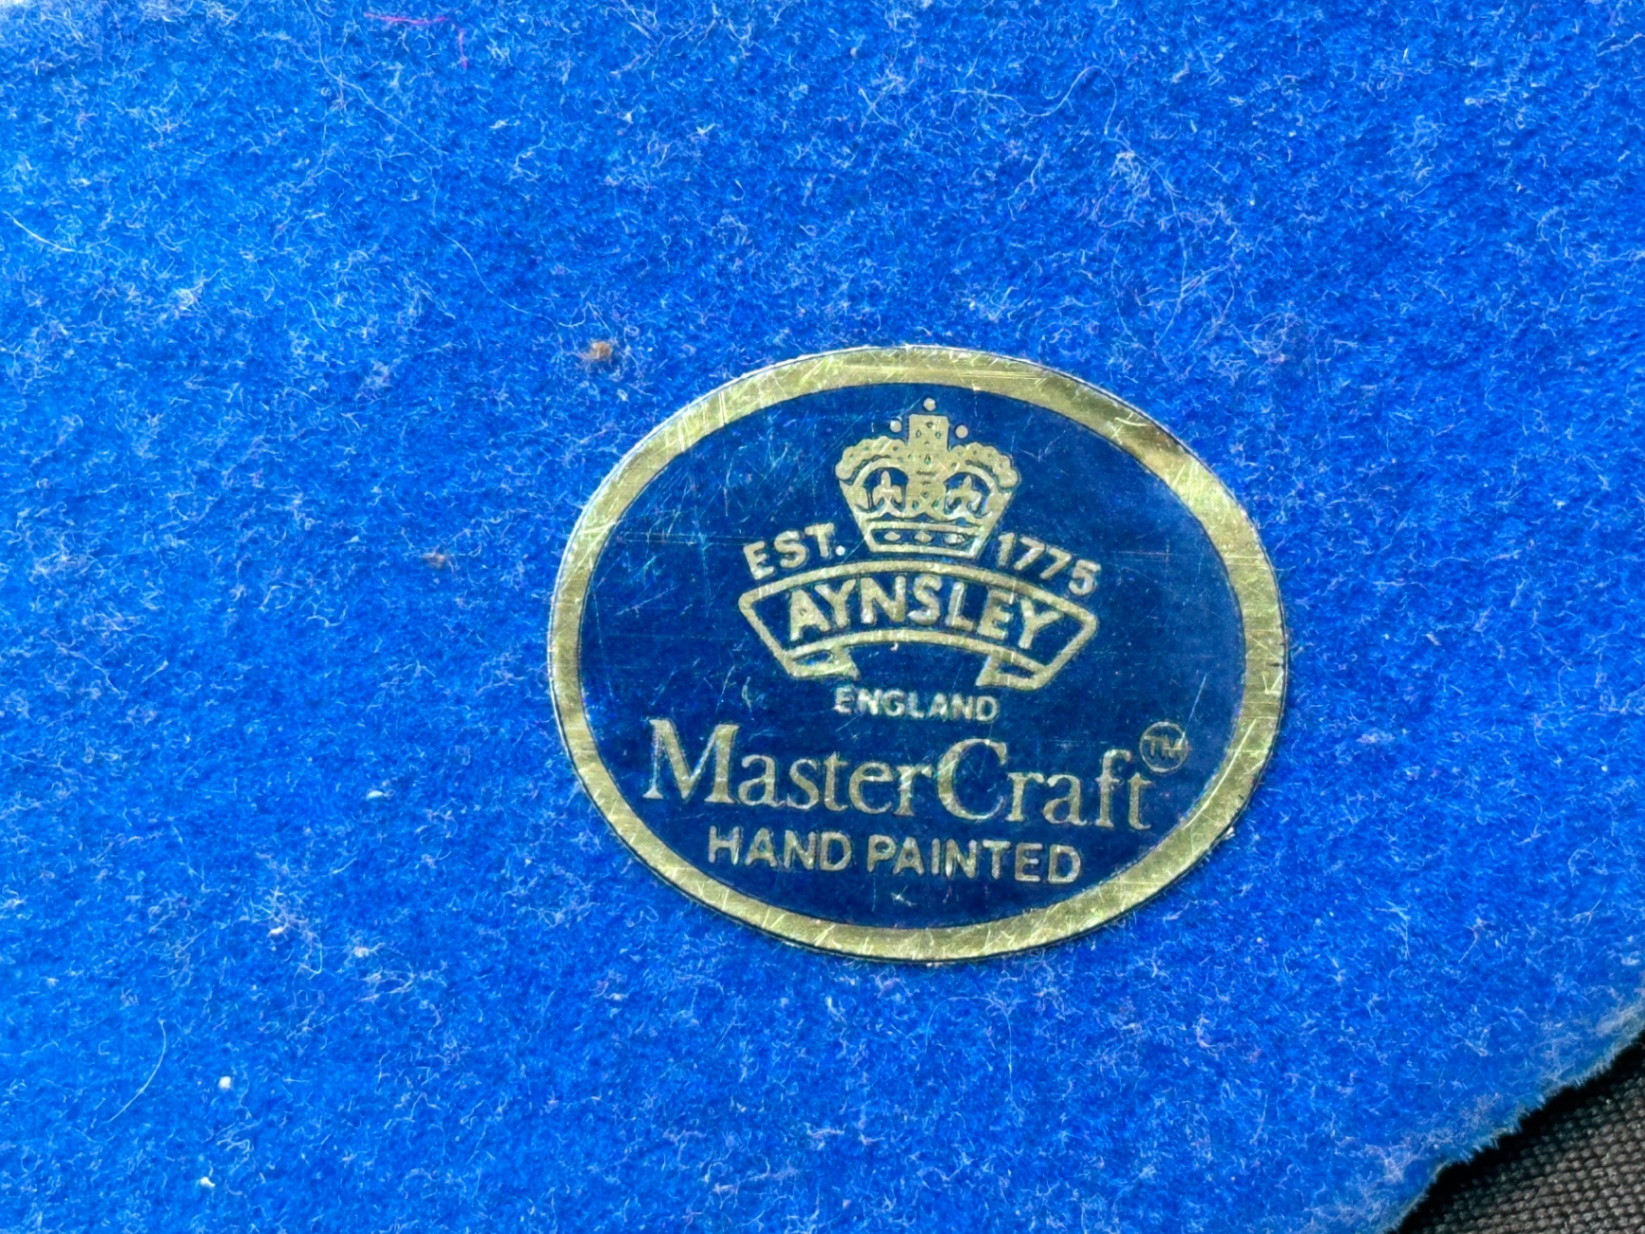 EST. 1775
AYNSLEY
ENGLAND
MasterCraft™
HAND PAINTED